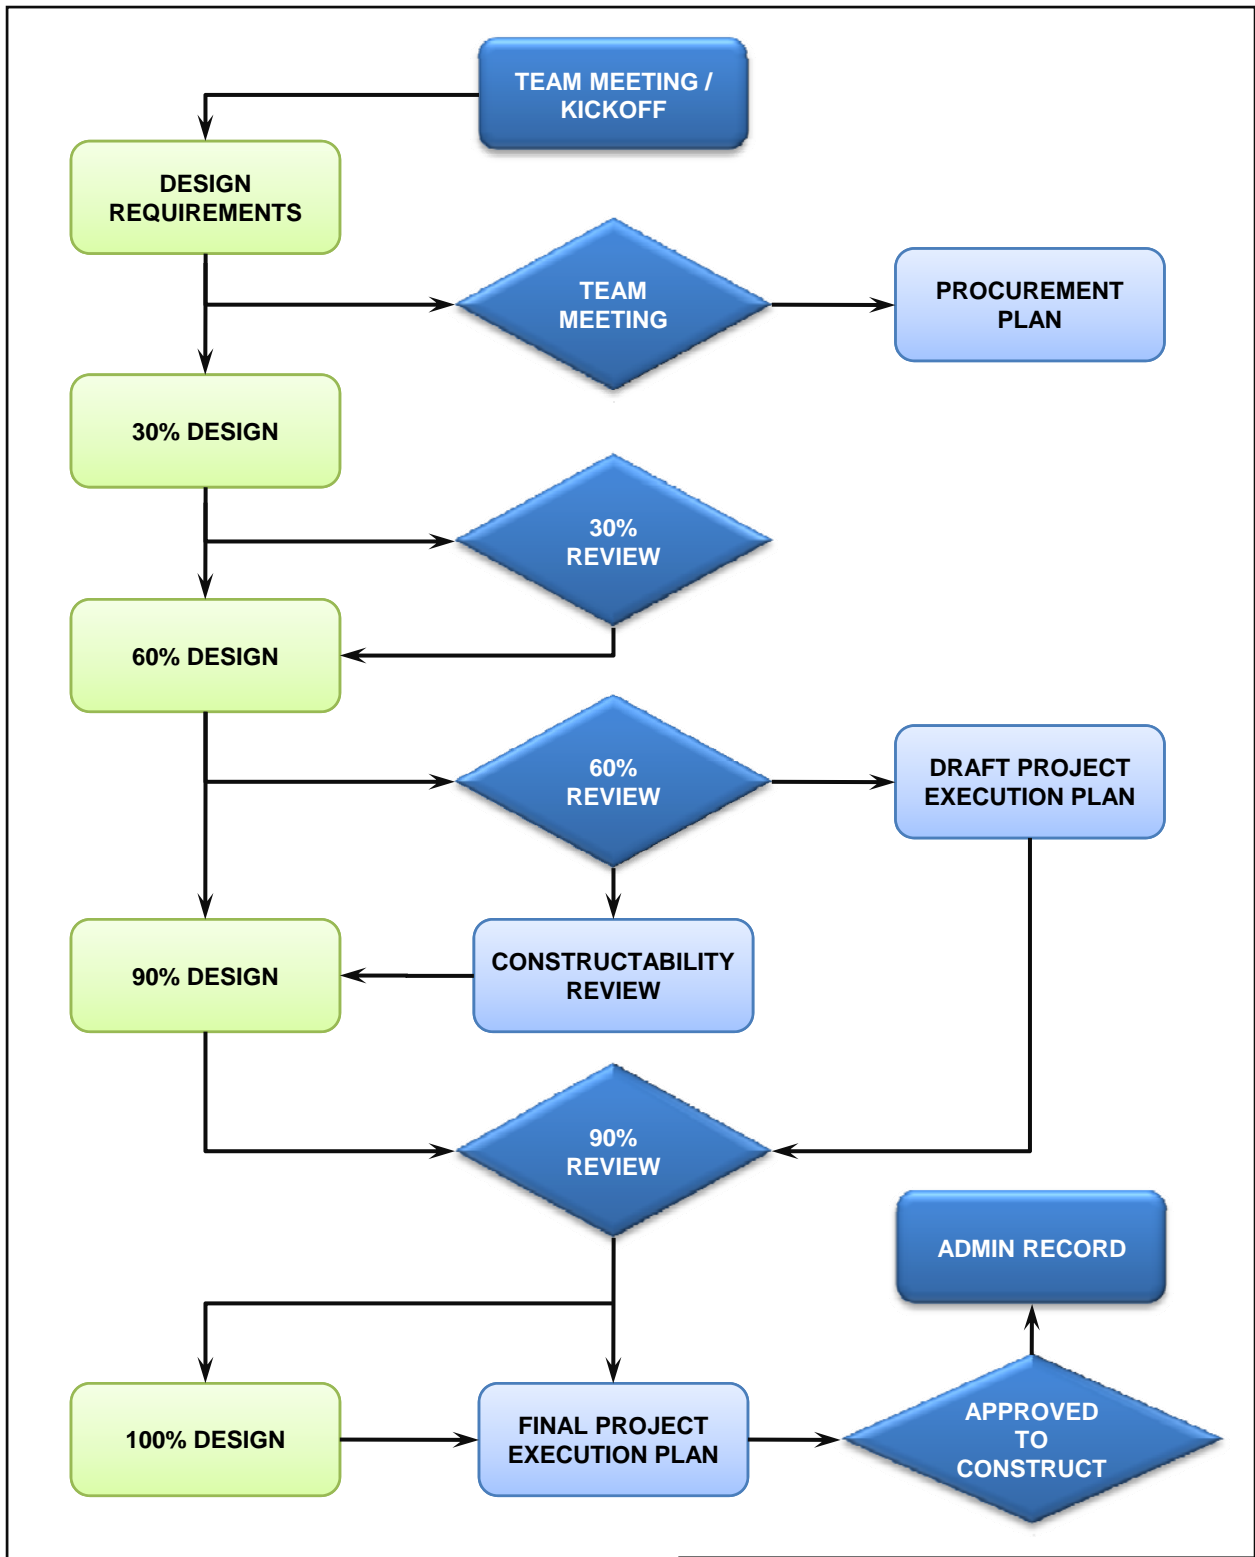 TEAM MEETING /
KICKOFF
DESIGN
REQUIREMENTS
TEAM
MEETING
PROCUREMENT
PLAN
30% DESIGN
30%
REVIEW
60% DESIGN
60%
REVIEW
DRAFT PROJECT
EXECUTION PLAN
90% DESIGN
CONSTRUCTABILITY
REVIEW
90%
REVIEW
ADMIN RECORD
100% DESIGN
FINAL PROJECT
EXECUTION PLAN
APPROVED
TO
CONSTRUCT